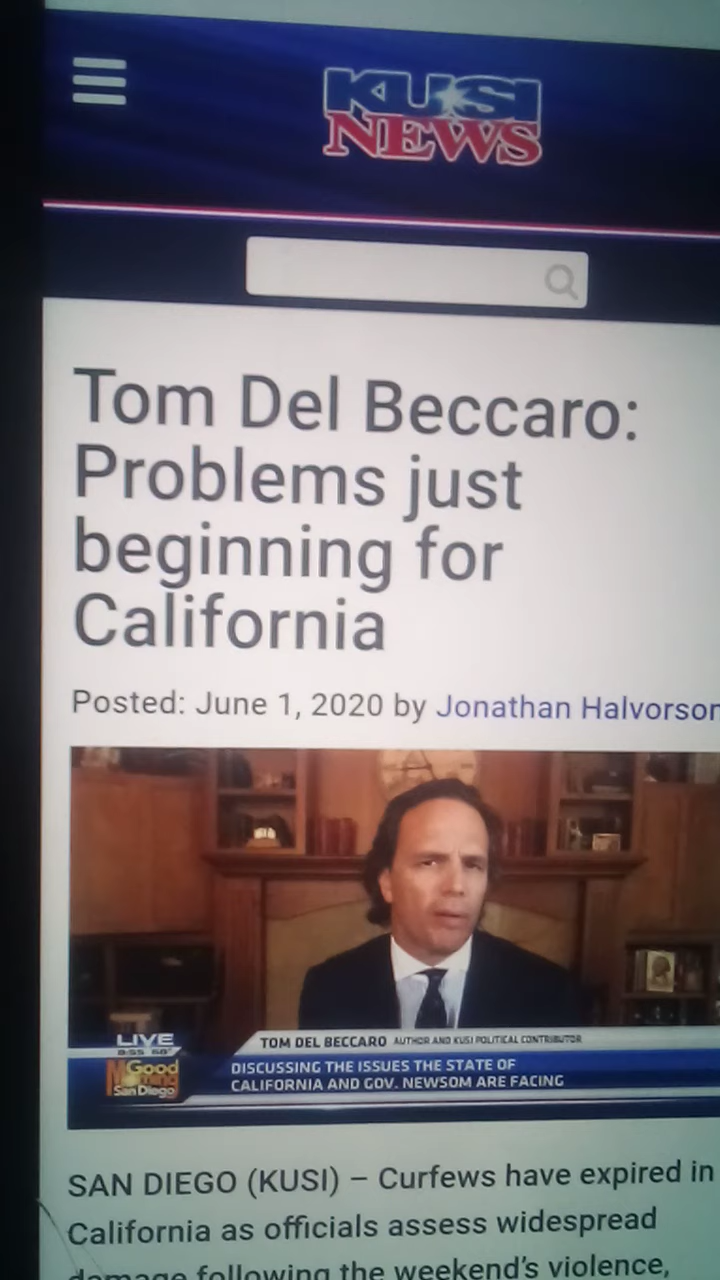 KUSI
NEWS
Tom Del Beccaro:
Problems just
beginning for
California
Posted: June 1, 2020 by Jonathan Halvorson
LIVE
8:55 68°
TOM DEL BECCARO AUTHOR AND KUSI POLITICAL CONTRIBUTOR
Good
Morning
San Diego
DISCUSSING THE ISSUES THE STATE OF
CALIFORNIA AND GOV. NEWSOM ARE FACING
SAN DIEGO (KUSI) – Curfews have expired in
California as officials assess widespread
damage following the weekend's violence,